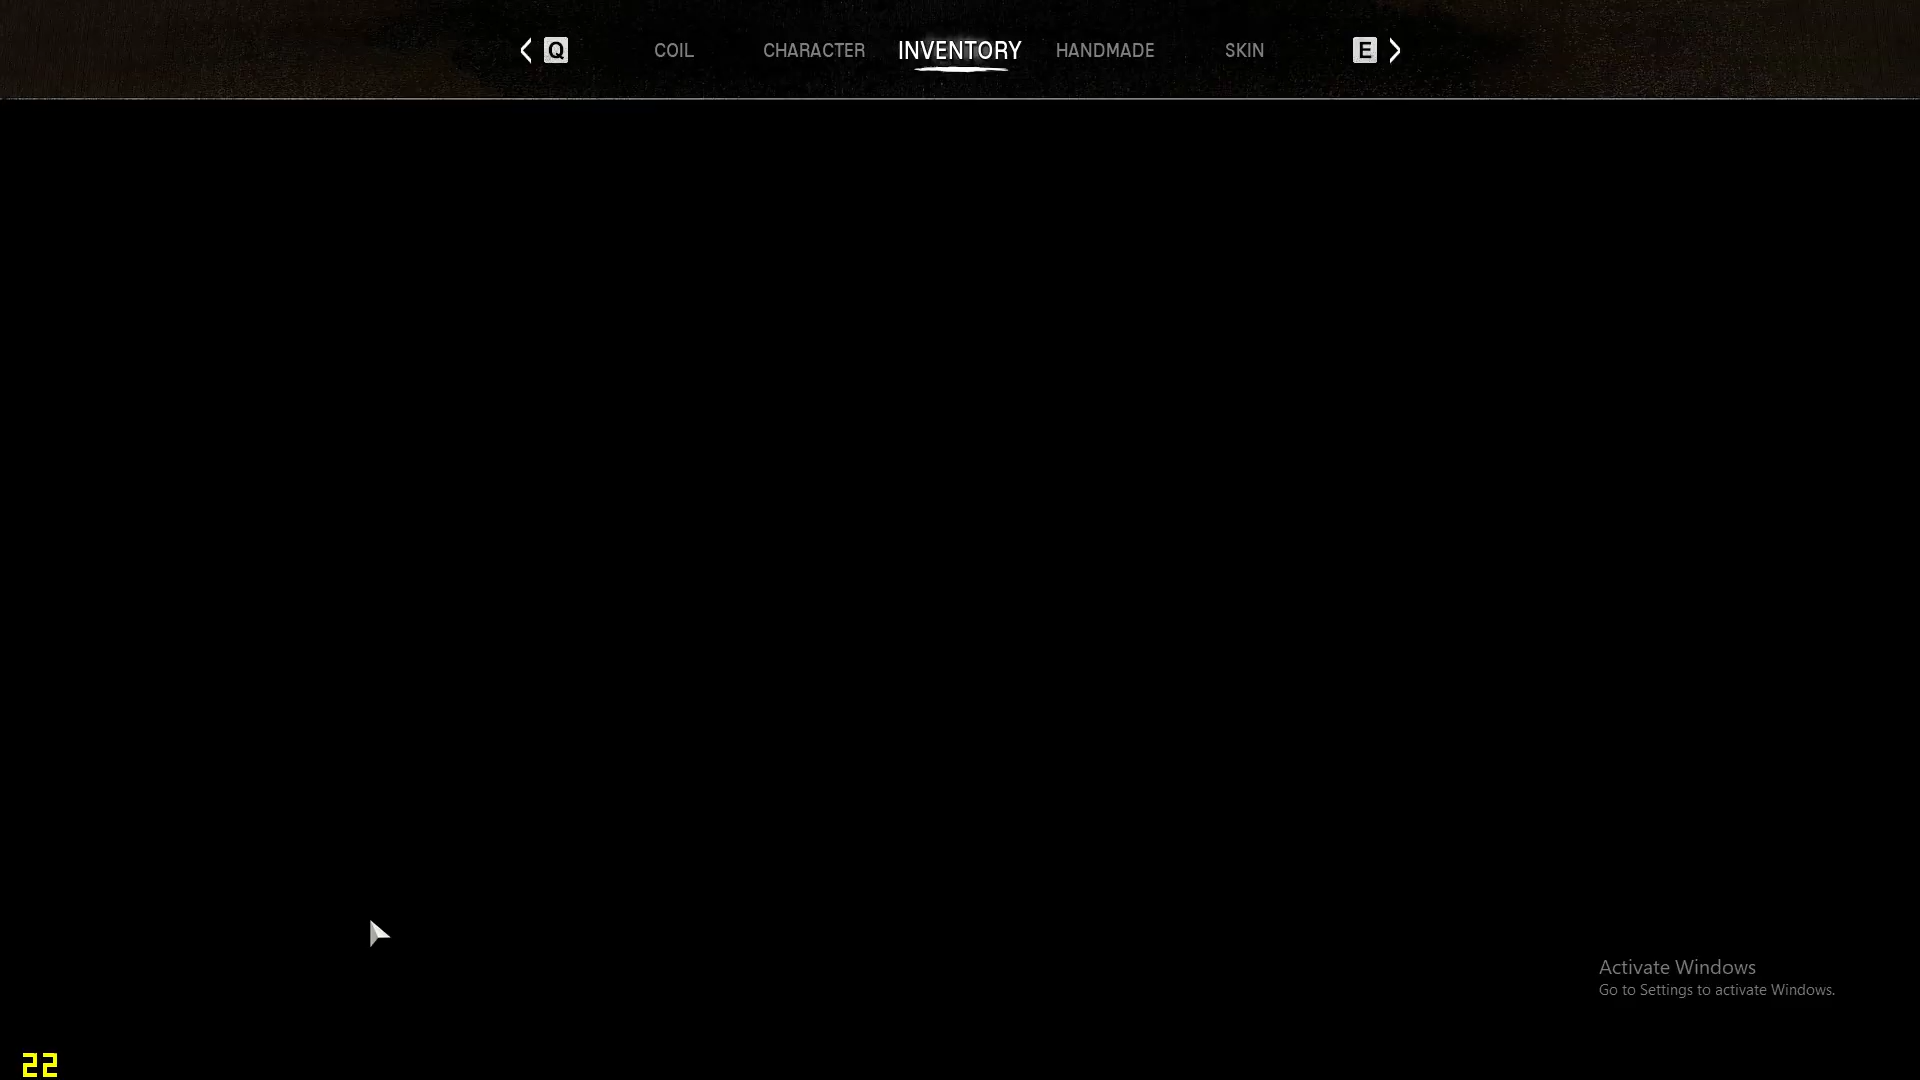 Q COIL CHARACTER INVENTORY HANDMADE SKIN E
Activate Windows
Go to Settings to activate Windows.
22